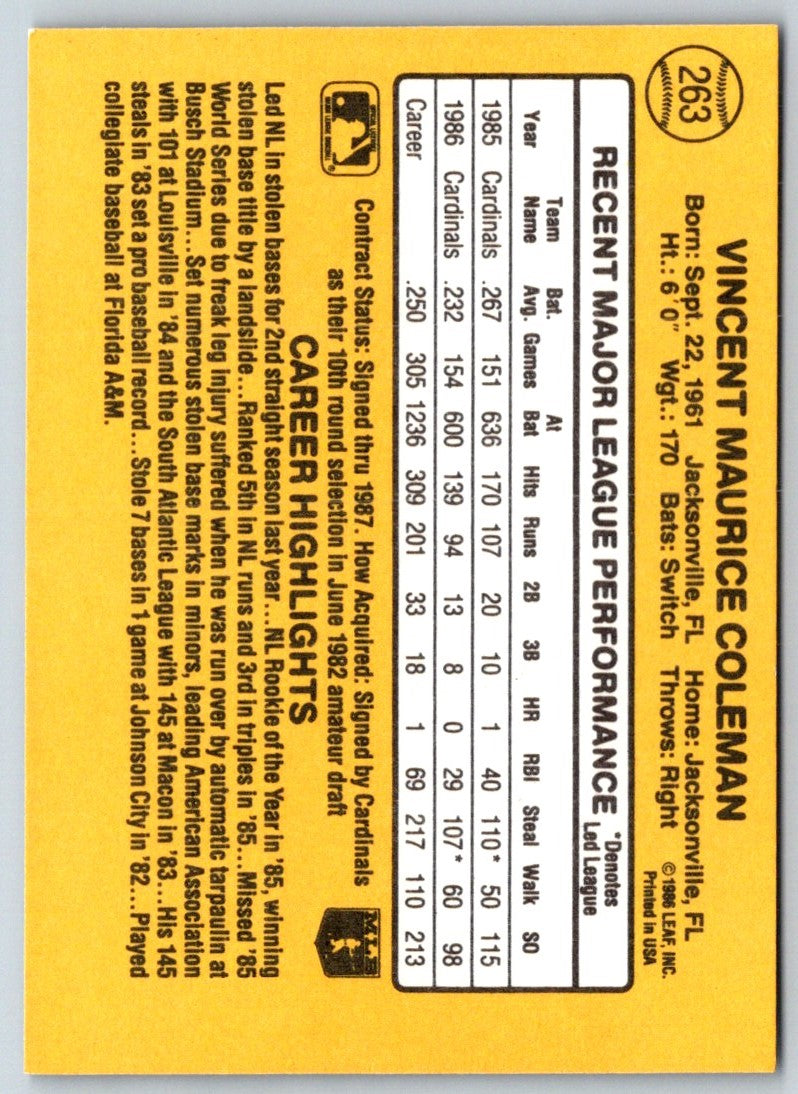 263
VINCENT MAURICE COLEMAN
Born: Sept. 22, 1961 Jacksonville, FL Home: Jacksonville, FL
Ht.: 6'0" Wgt.: 170 Bats: Switch Throws: Right
©1986 LEAF, INC.
Printed in USA
RECENT MAJOR LEAGUE PERFORMANCE
*Denotes
Led League
Team Bat. At
Year Name Avg. Games Bat Hits Runs 2B 3B HR RBI Steal Walk SO
1985 Cardinals .267 151 636 170 107 20 10 1 40 110* 50 115
1986 Cardinals .232 154 600 139 94 13 8 0 29 107* 60 98
Career .250 305 1236 309 201 33 18 1 69 217 110 213
Contract Status: Signed thru 1987. How Acquired: Signed by Cardinals
as their 10th round selection in June 1982 amateur draft
MLB
CAREER HIGHLIGHTS
Led NL in stolen bases for 2nd straight season last year...NL Rookie of the Year in '85, winning
stolen base title by a landslide...Ranked 5th in NL runs and 3rd in triples in '85...Missed '85
World Series due to freak leg injury suffered when he was run over by automatic tarpaulin at
Busch Stadium...Set numerous stolen base marks in minors, leading American Association
with 101 at Louisville in '84 and the South Atlantic League with 145 at Macon in '83...His 145
steals in '83 set a pro baseball record...Stole 7 bases in 1 game at Johnson City in '82....Played
collegiate baseball at Florida A&M.